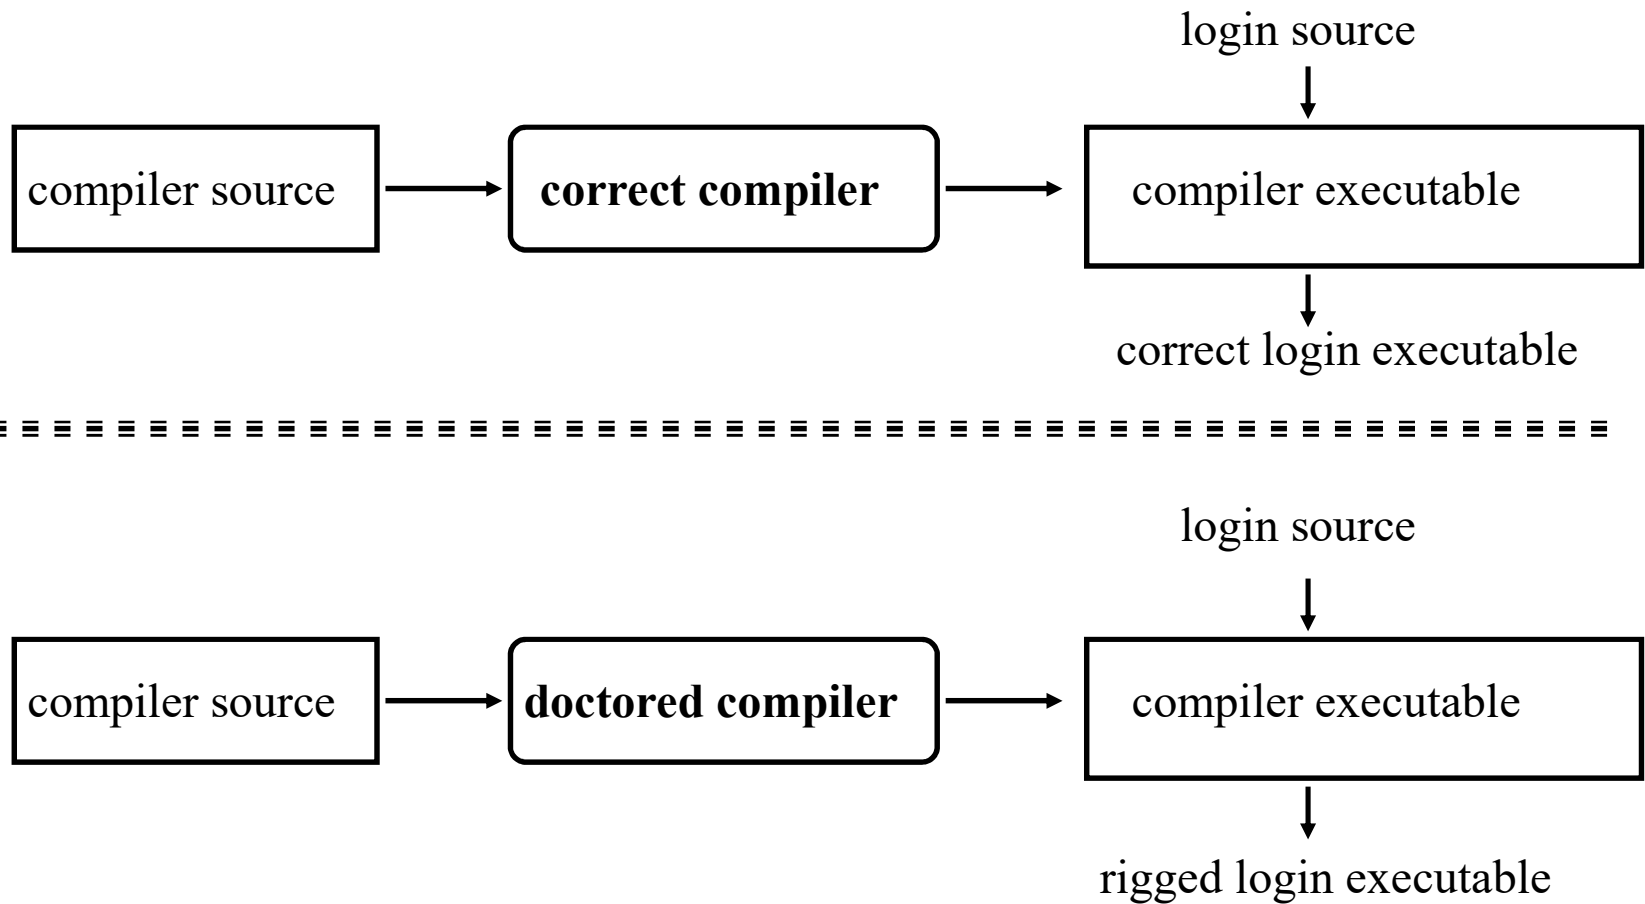 login source
compiler source
correct compiler
compiler executable
correct login executable
login source
compiler source
doctored compiler
compiler executable
rigged login executable